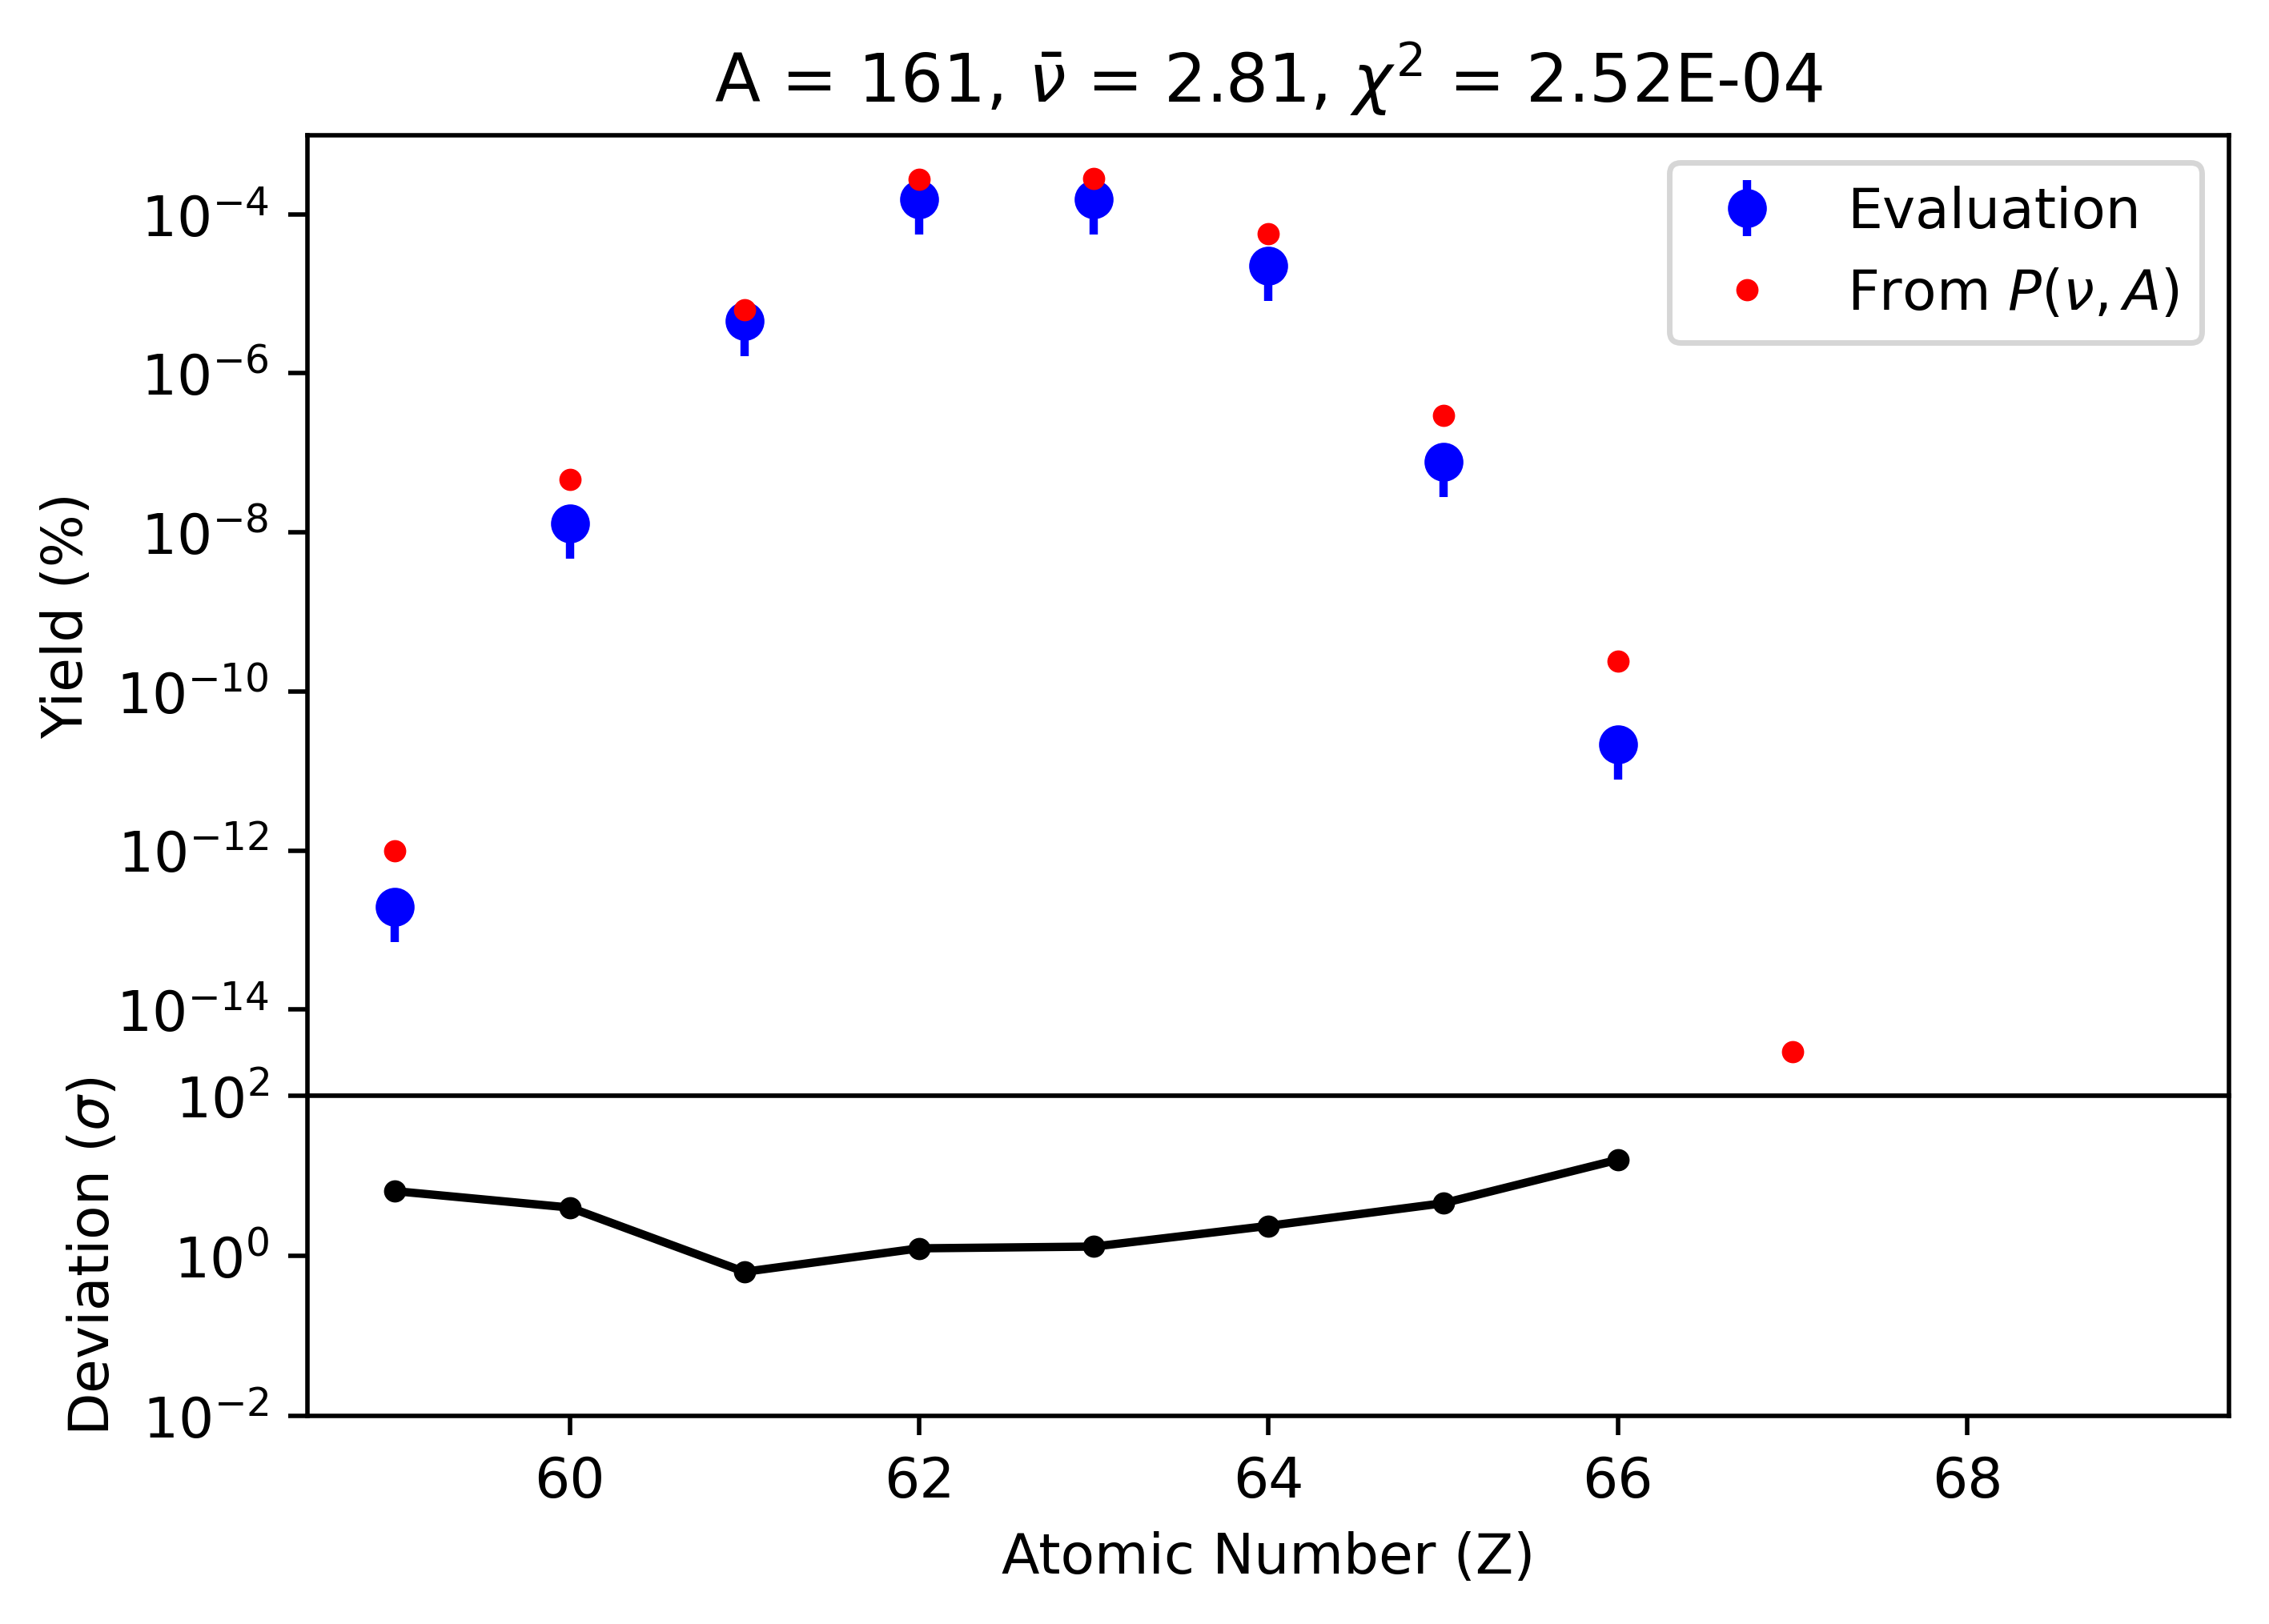 A = 161, ν̄ = 2.81, χ² = 2.52E-04
Evaluation
From P(ν, A)
Yield (%)
10⁻⁴
10⁻⁶
10⁻⁸
10⁻¹⁰
10⁻¹²
10⁻¹⁴
Deviation (σ)
10²
10⁰
10⁻²
60 62 64 66 68
Atomic Number (Z)